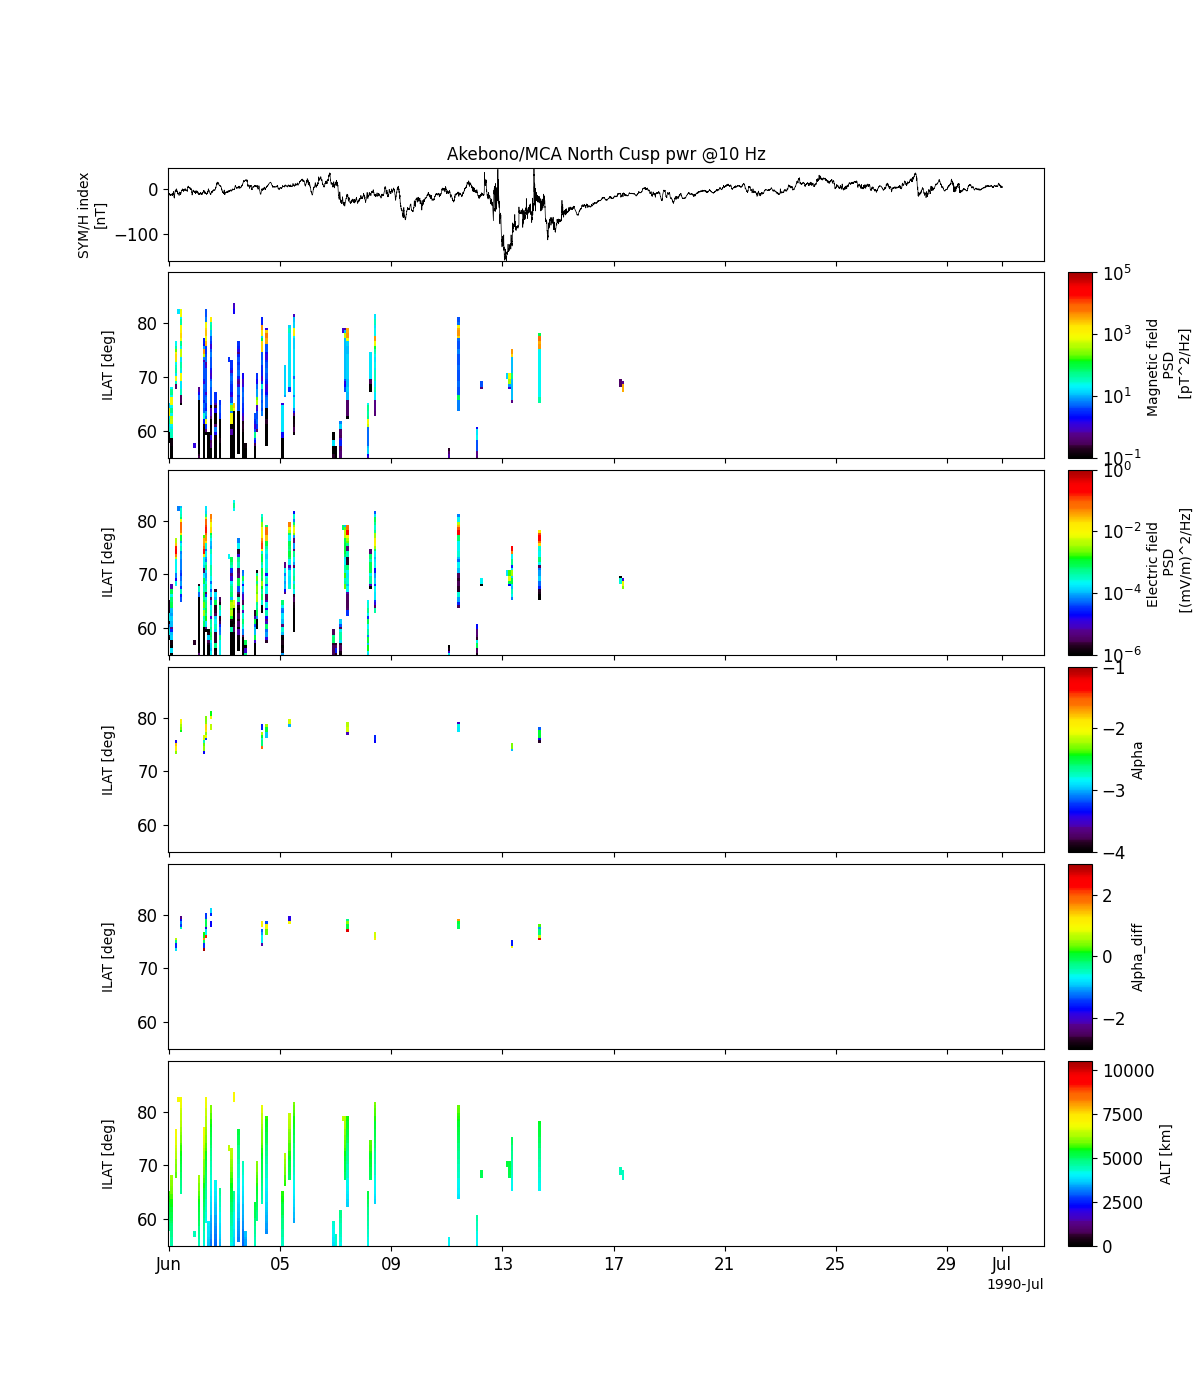 Akebono/MCA North Cusp pwr @10 Hz
SYM/H index
[nT]
0
−100
ILAT [deg]
80
70
60
10^5
10^3
10^1
10^−1
Magnetic field
PSD
[pT^2/Hz]
ILAT [deg]
80
70
60
10^0
10^−2
10^−4
10^−6
Electric field
PSD
[(mV/m)^2/Hz]
ILAT [deg]
80
70
60
−1
−2
−3
−4
Alpha
ILAT [deg]
80
70
60
2
0
−2
Alpha_diff
ILAT [deg]
80
70
60
10000
7500
5000
2500
0
ALT [km]
Jun 05 09 13 17 21 25 29 Jul
1990-Jul